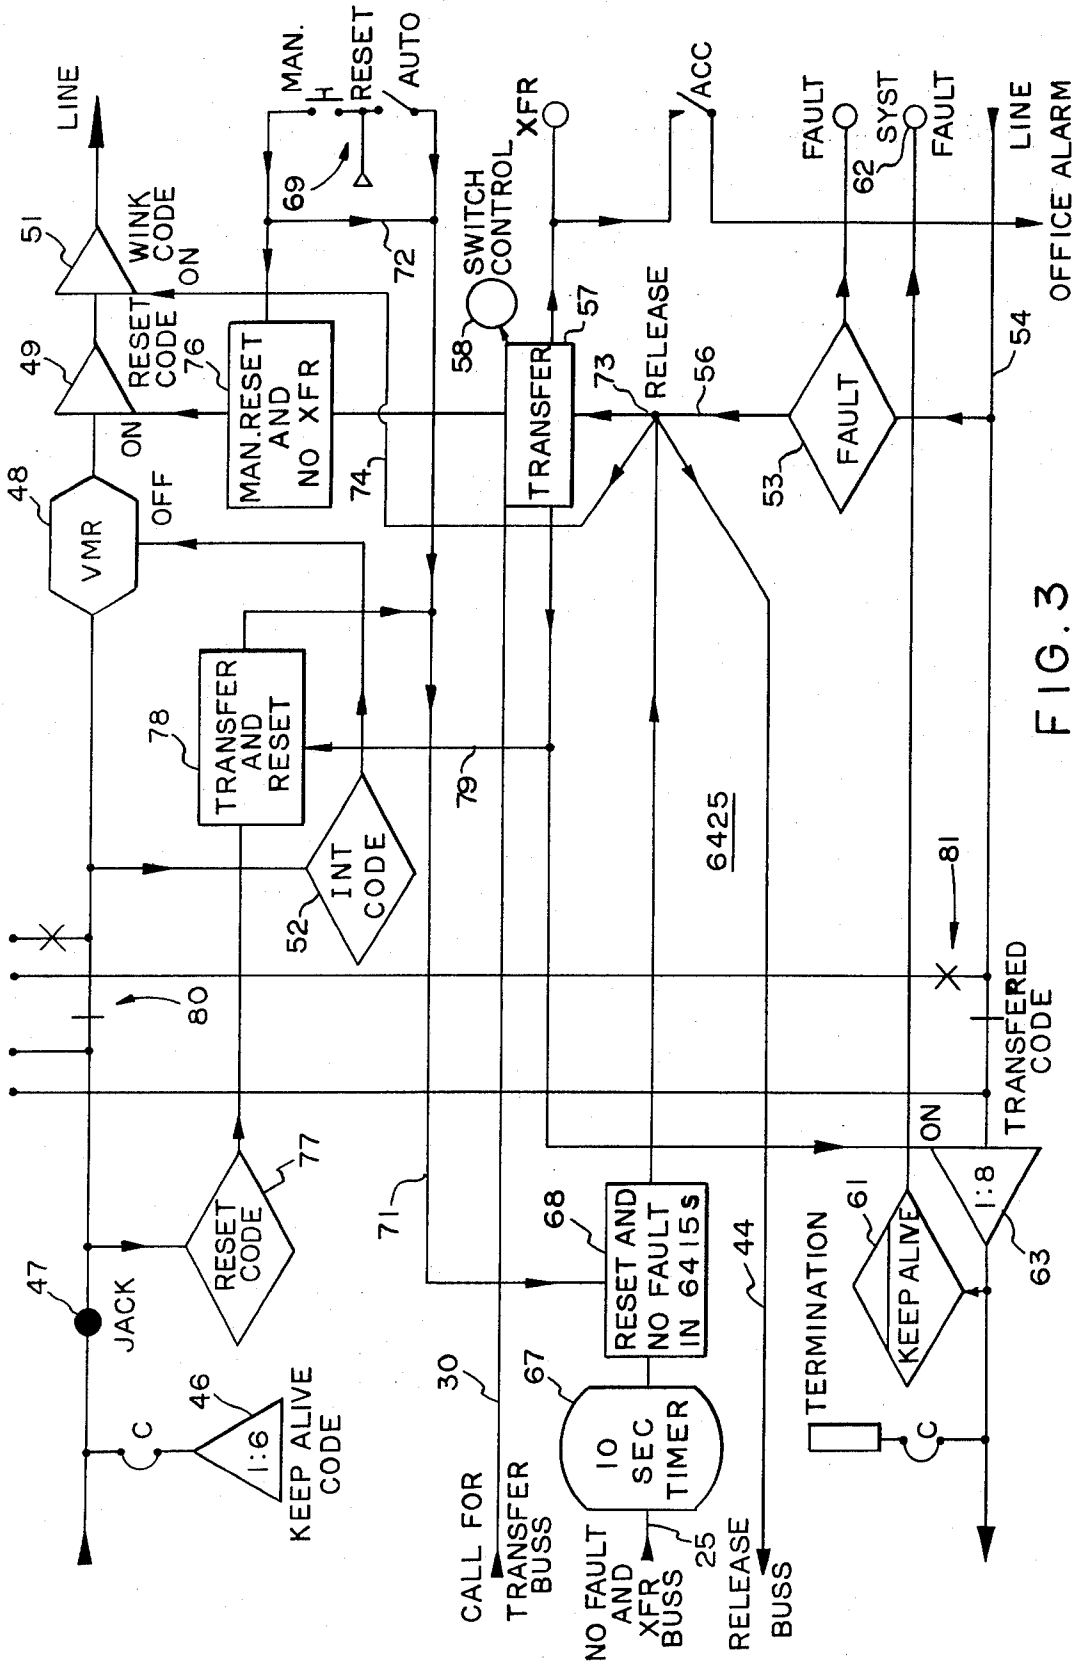 LINE
51
WINK
CODE
ON
49
RESET
CODE
ON
48
VMR
OFF
47
JACK
46
1:6
KEEP ALIVE
CODE
C
80
52
INT
CODE
77
RESET
CODE
78
TRANSFER
AND
RESET
76
MAN.RESET
AND
NO XFR
MAN.
RESET
AUTO
69
72
74
71
79
30
CALL FOR
TRANSFER
BUSS
58
SWITCH
CONTROL
XFR
57
TRANSFER
ACC
73
RELEASE
56
53
FAULT
FAULT
62
SYST
FAULT
LINE
54
OFFICE ALARM
NO FAULT
AND
XFR
BUSS
25
67
10
SEC
TIMER
68
RESET AND
NO FAULT
IN 6415s
44
RELEASE
BUSS
6425
81
TERMINATION
C
61
KEEP ALIVE
ON
1:8
63
TRANSFERED
CODE
FIG. 3